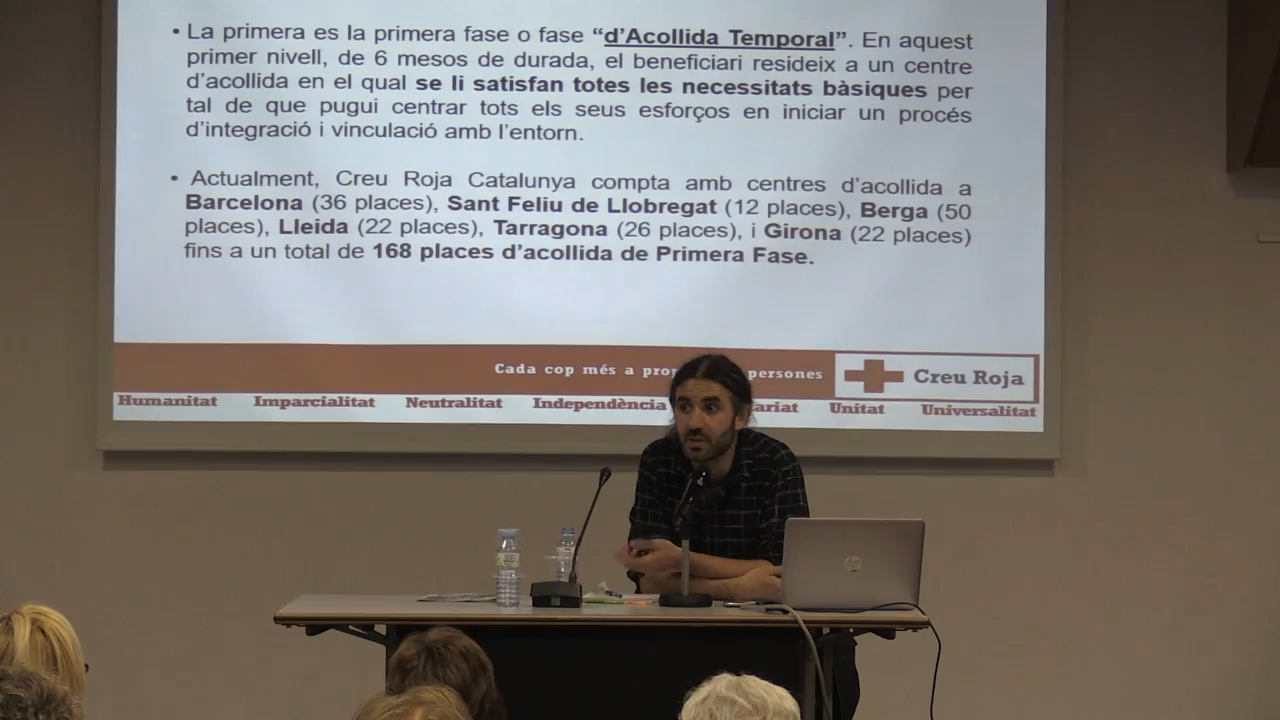 • La primera es la primera fase o fase “d’Acollida Temporal”. En aquest
primer nivell, de 6 mesos de durada, el beneficiari resideix a un centre
d’acollida en el qual se li satisfan totes les necessitats bàsiques per
tal de que pugui centrar tots els seus esforços en iniciar un procés
d’integració i vinculació amb l’entorn.
• Actualment, Creu Roja Catalunya compta amb centres d’acollida a
Barcelona (36 places), Sant Feliu de Llobregat (12 places), Berga (50
places), Lleida (22 places), Tarragona (26 places), i Girona (22 places)
fins a un total de 168 places d’acollida de Primera Fase.
Cada cop més a persones
Creu Roja
Humanitat Imparcialitat Neutralitat Independència Unitat Universalitat
hp